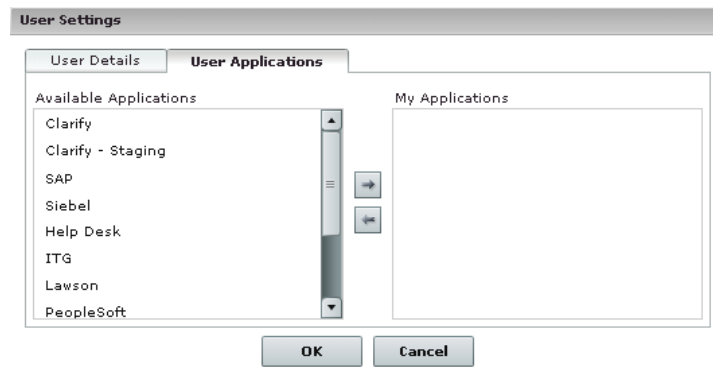 User Settings
User Details
User Applications
Available Applications
My Applications
Clarify
Clarify - Staging
SAP
Siebel
Help Desk
ITG
Lawson
PeopleSoft
OK
Cancel